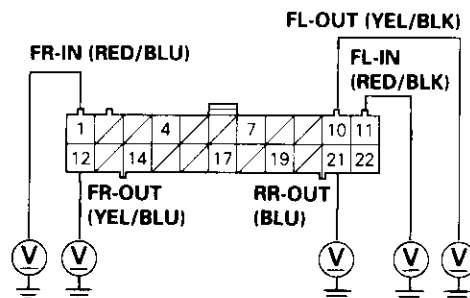 FL-OUT (YEL/BLK)
FR-IN (RED/BLU)
FL-IN
(RED/BLK)
1 4 7 10 11
12 14 17 19 21 22
FR-OUT
(YEL/BLU)
RR-OUT
(BLU)
V V V V V